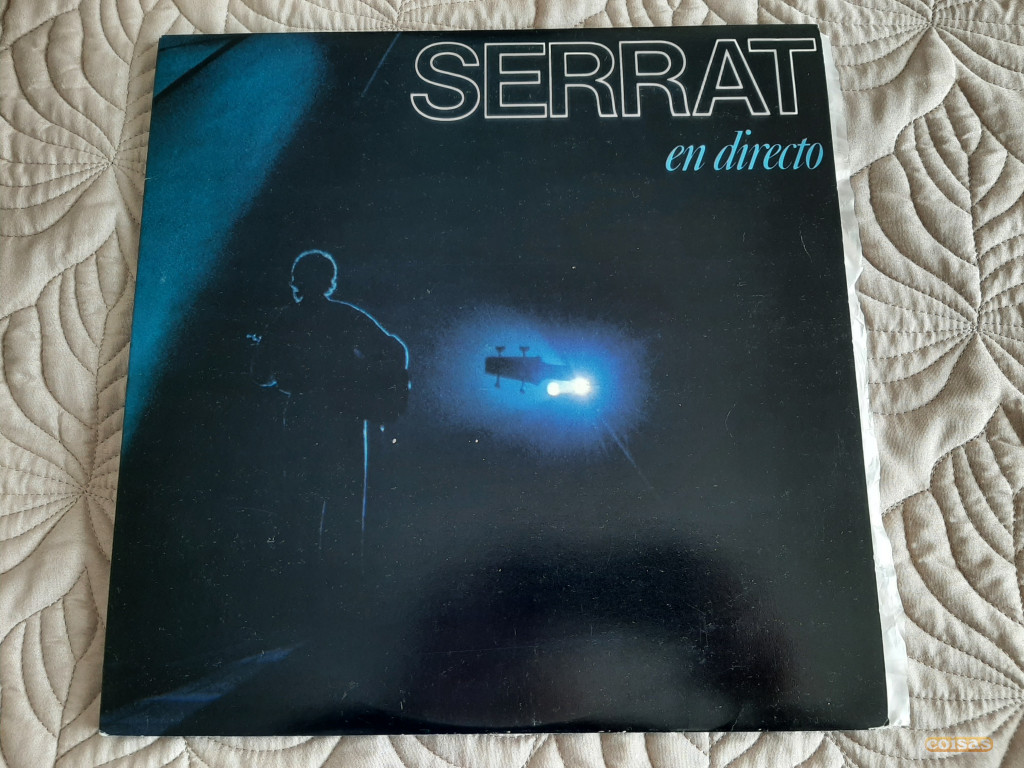 SERRAT
en directo
coisas